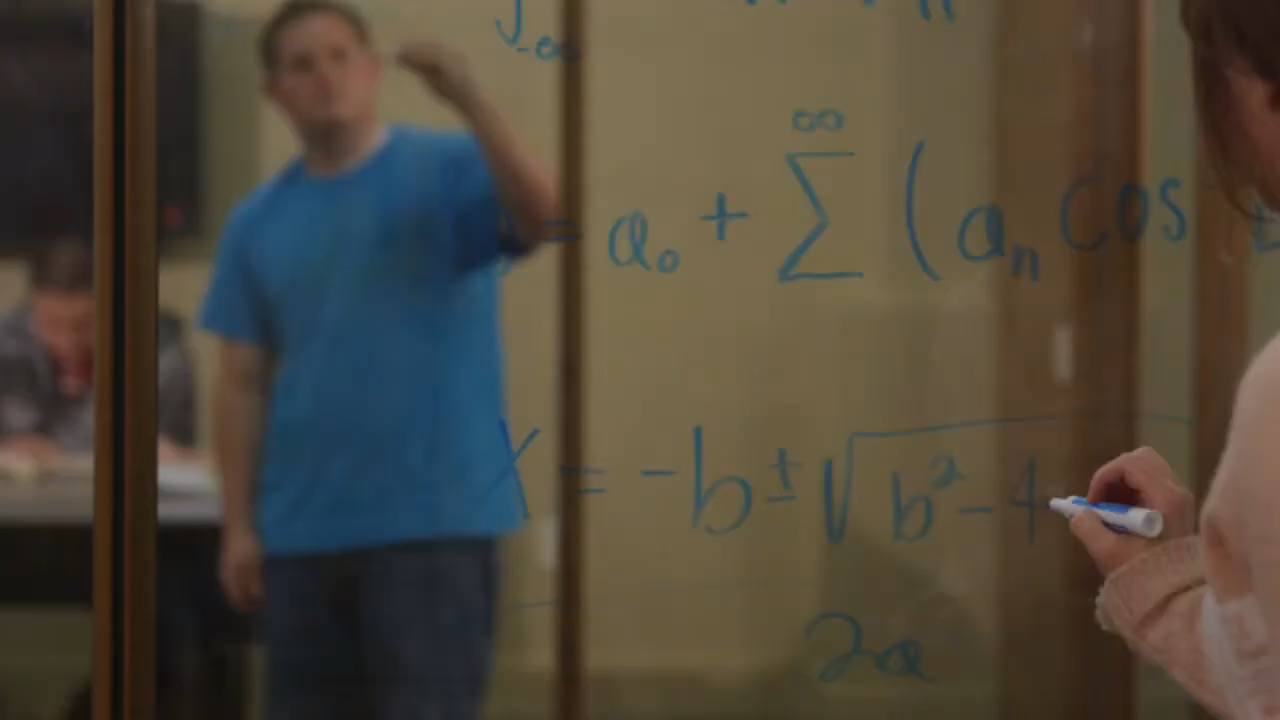 ∫-∞
= a₀ + ∞ Σ ( aₙ cos
X = -b ± √ b² - 4
2a